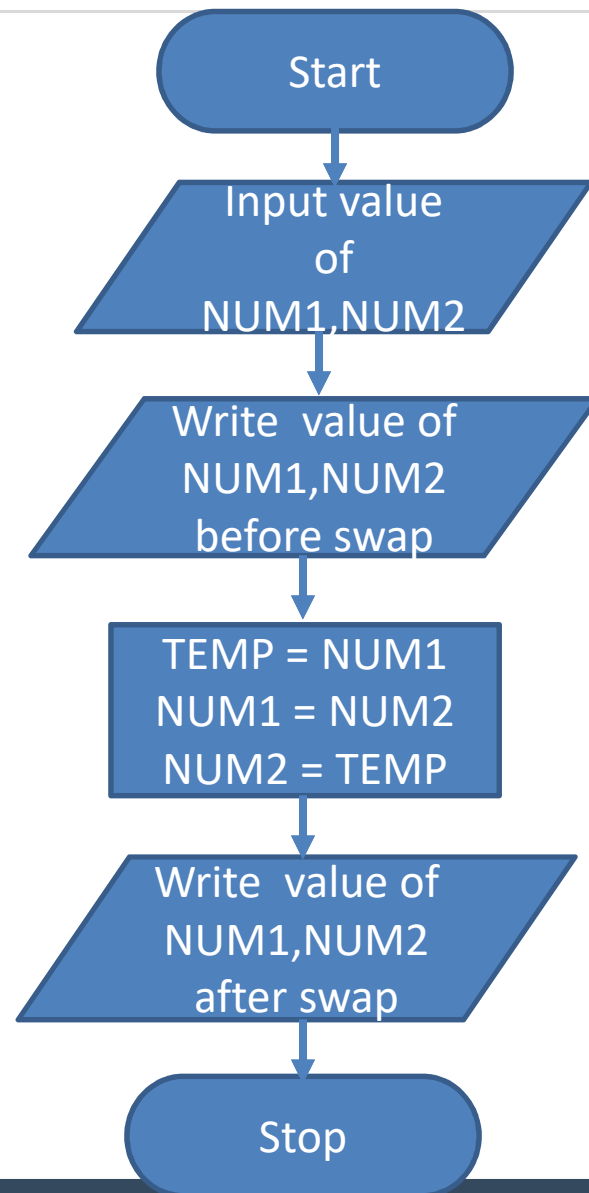 Start
Input value
of
NUM1,NUM2
Write  value of
NUM1,NUM2
before swap
TEMP = NUM1
NUM1 = NUM2
NUM2 = TEMP
Write  value of
NUM1,NUM2
after swap
Stop